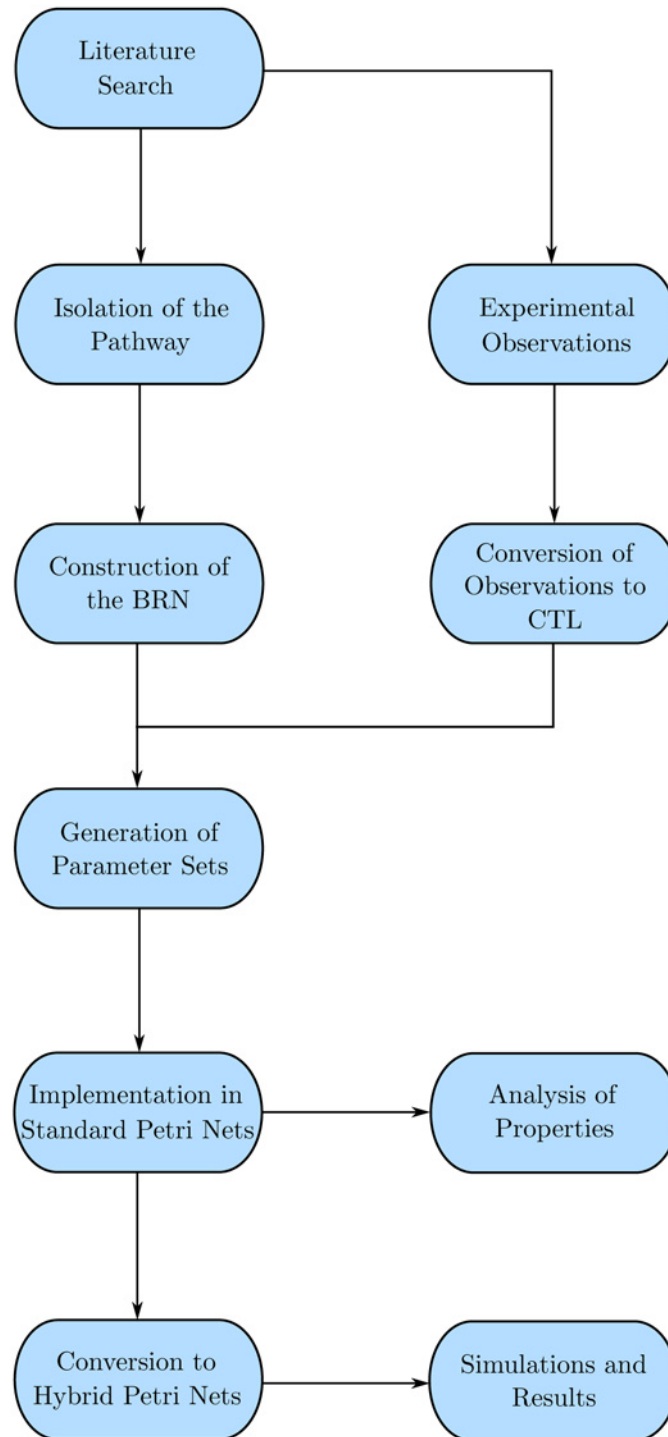 Literature
Search
Isolation of the
Pathway
Experimental
Observations
Construction of
the BRN
Conversion of
Observations to
CTL
Generation of
Parameter Sets
Implementation in
Standard Petri Nets
Analysis of
Properties
Conversion to
Hybrid Petri Nets
Simulations and
Results